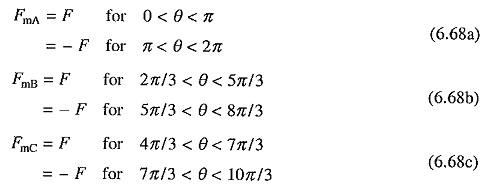 F_mA = F for 0 < θ < π
= − F for π < θ < 2π
(6.68a)
F_mB = F for 2π/3 < θ < 5π/3
= − F for 5π/3 < θ < 8π/3
(6.68b)
F_mC = F for 4π/3 < θ < 7π/3
= − F for 7π/3 < θ < 10π/3
(6.68c)